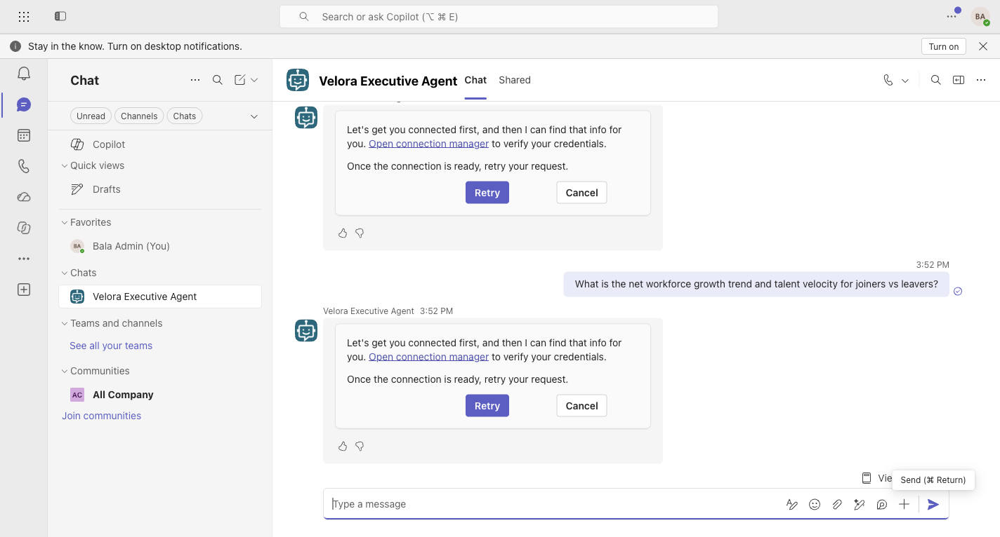 Search or ask Copilot (⌥ ⌘ E)
BA
Stay in the know. Turn on desktop notifications.
Turn on
Chat
Unread
Channels
Chats
Copilot
Quick views
Drafts
Favorites
BA
Bala Admin (You)
Chats
Velora Executive Agent
Teams and channels
See all your teams
Communities
AC
All Company
Join communities
Velora Executive Agent
Chat
Shared
Let's get you connected first, and then I can find that info for
you. Open connection manager to verify your credentials.
Once the connection is ready, retry your request.
Retry
Cancel
3:52 PM
What is the net workforce growth trend and talent velocity for joiners vs leavers?
Velora Executive Agent 3:52 PM
Let's get you connected first, and then I can find that info for
you. Open connection manager to verify your credentials.
Once the connection is ready, retry your request.
Retry
Cancel
Vie
Send (⌘ Return)
Type a message